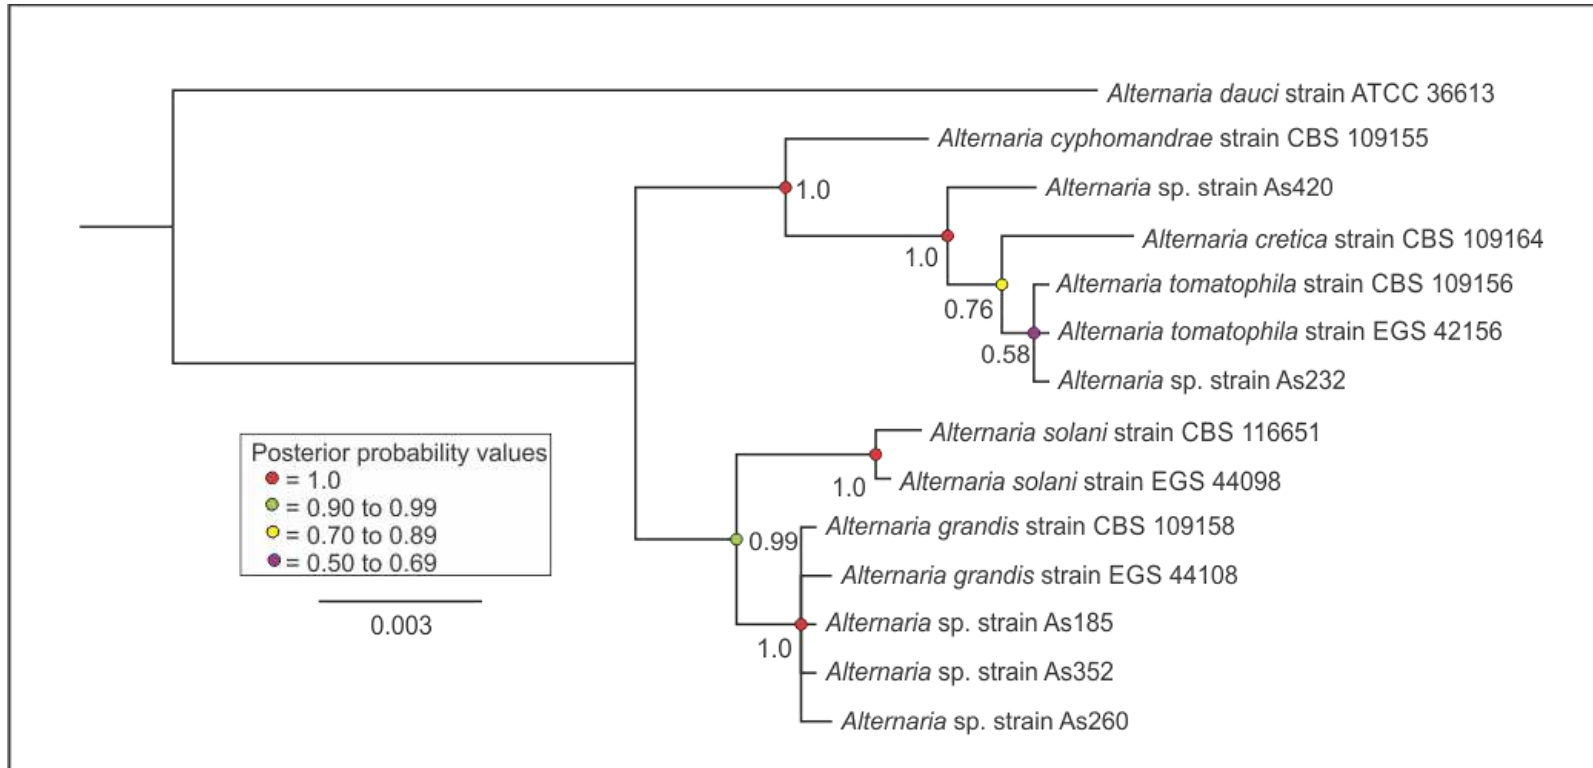 Alternaria dauci strain ATCC 36613
Alternaria cyphomandrae strain CBS 109155
1.0
Alternaria sp. strain As420
Alternaria cretica strain CBS 109164
1.0
Alternaria tomatophila strain CBS 109156
0.76
Alternaria tomatophila strain EGS 42156
0.58
Alternaria sp. strain As232
Alternaria solani strain CBS 116651
Alternaria solani strain EGS 44098
1.0
Alternaria grandis strain CBS 109158
0.99
Alternaria grandis strain EGS 44108
Alternaria sp. strain As185
1.0
Alternaria sp. strain As352
Alternaria sp. strain As260
Posterior probability values
= 1.0
= 0.90 to 0.99
= 0.70 to 0.89
= 0.50 to 0.69
0.003